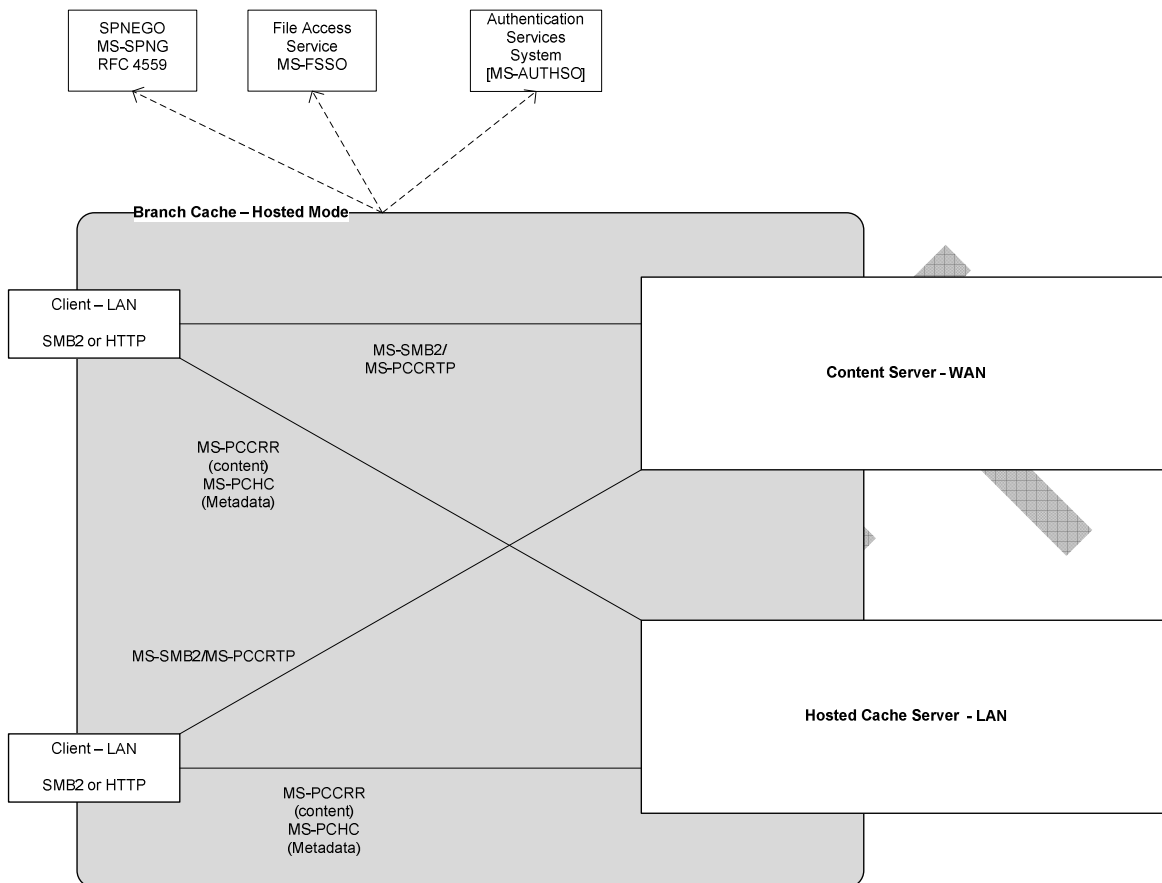 SPNEGO
MS-SPNG
RFC 4559
File Access
Service
MS-FSSO
Authentication
Services
System
[MS-AUTHSO]
Branch Cache – Hosted Mode
Client – LAN
SMB2 or HTTP
MS-SMB2/
MS-PCCRTP
Content Server - WAN
MS-PCCRR
(content)
MS-PCHC
(Metadata)
MS-SMB2/MS-PCCRTP
Hosted Cache Server - LAN
Client – LAN
SMB2 or HTTP
MS-PCCRR
(content)
MS-PCHC
(Metadata)